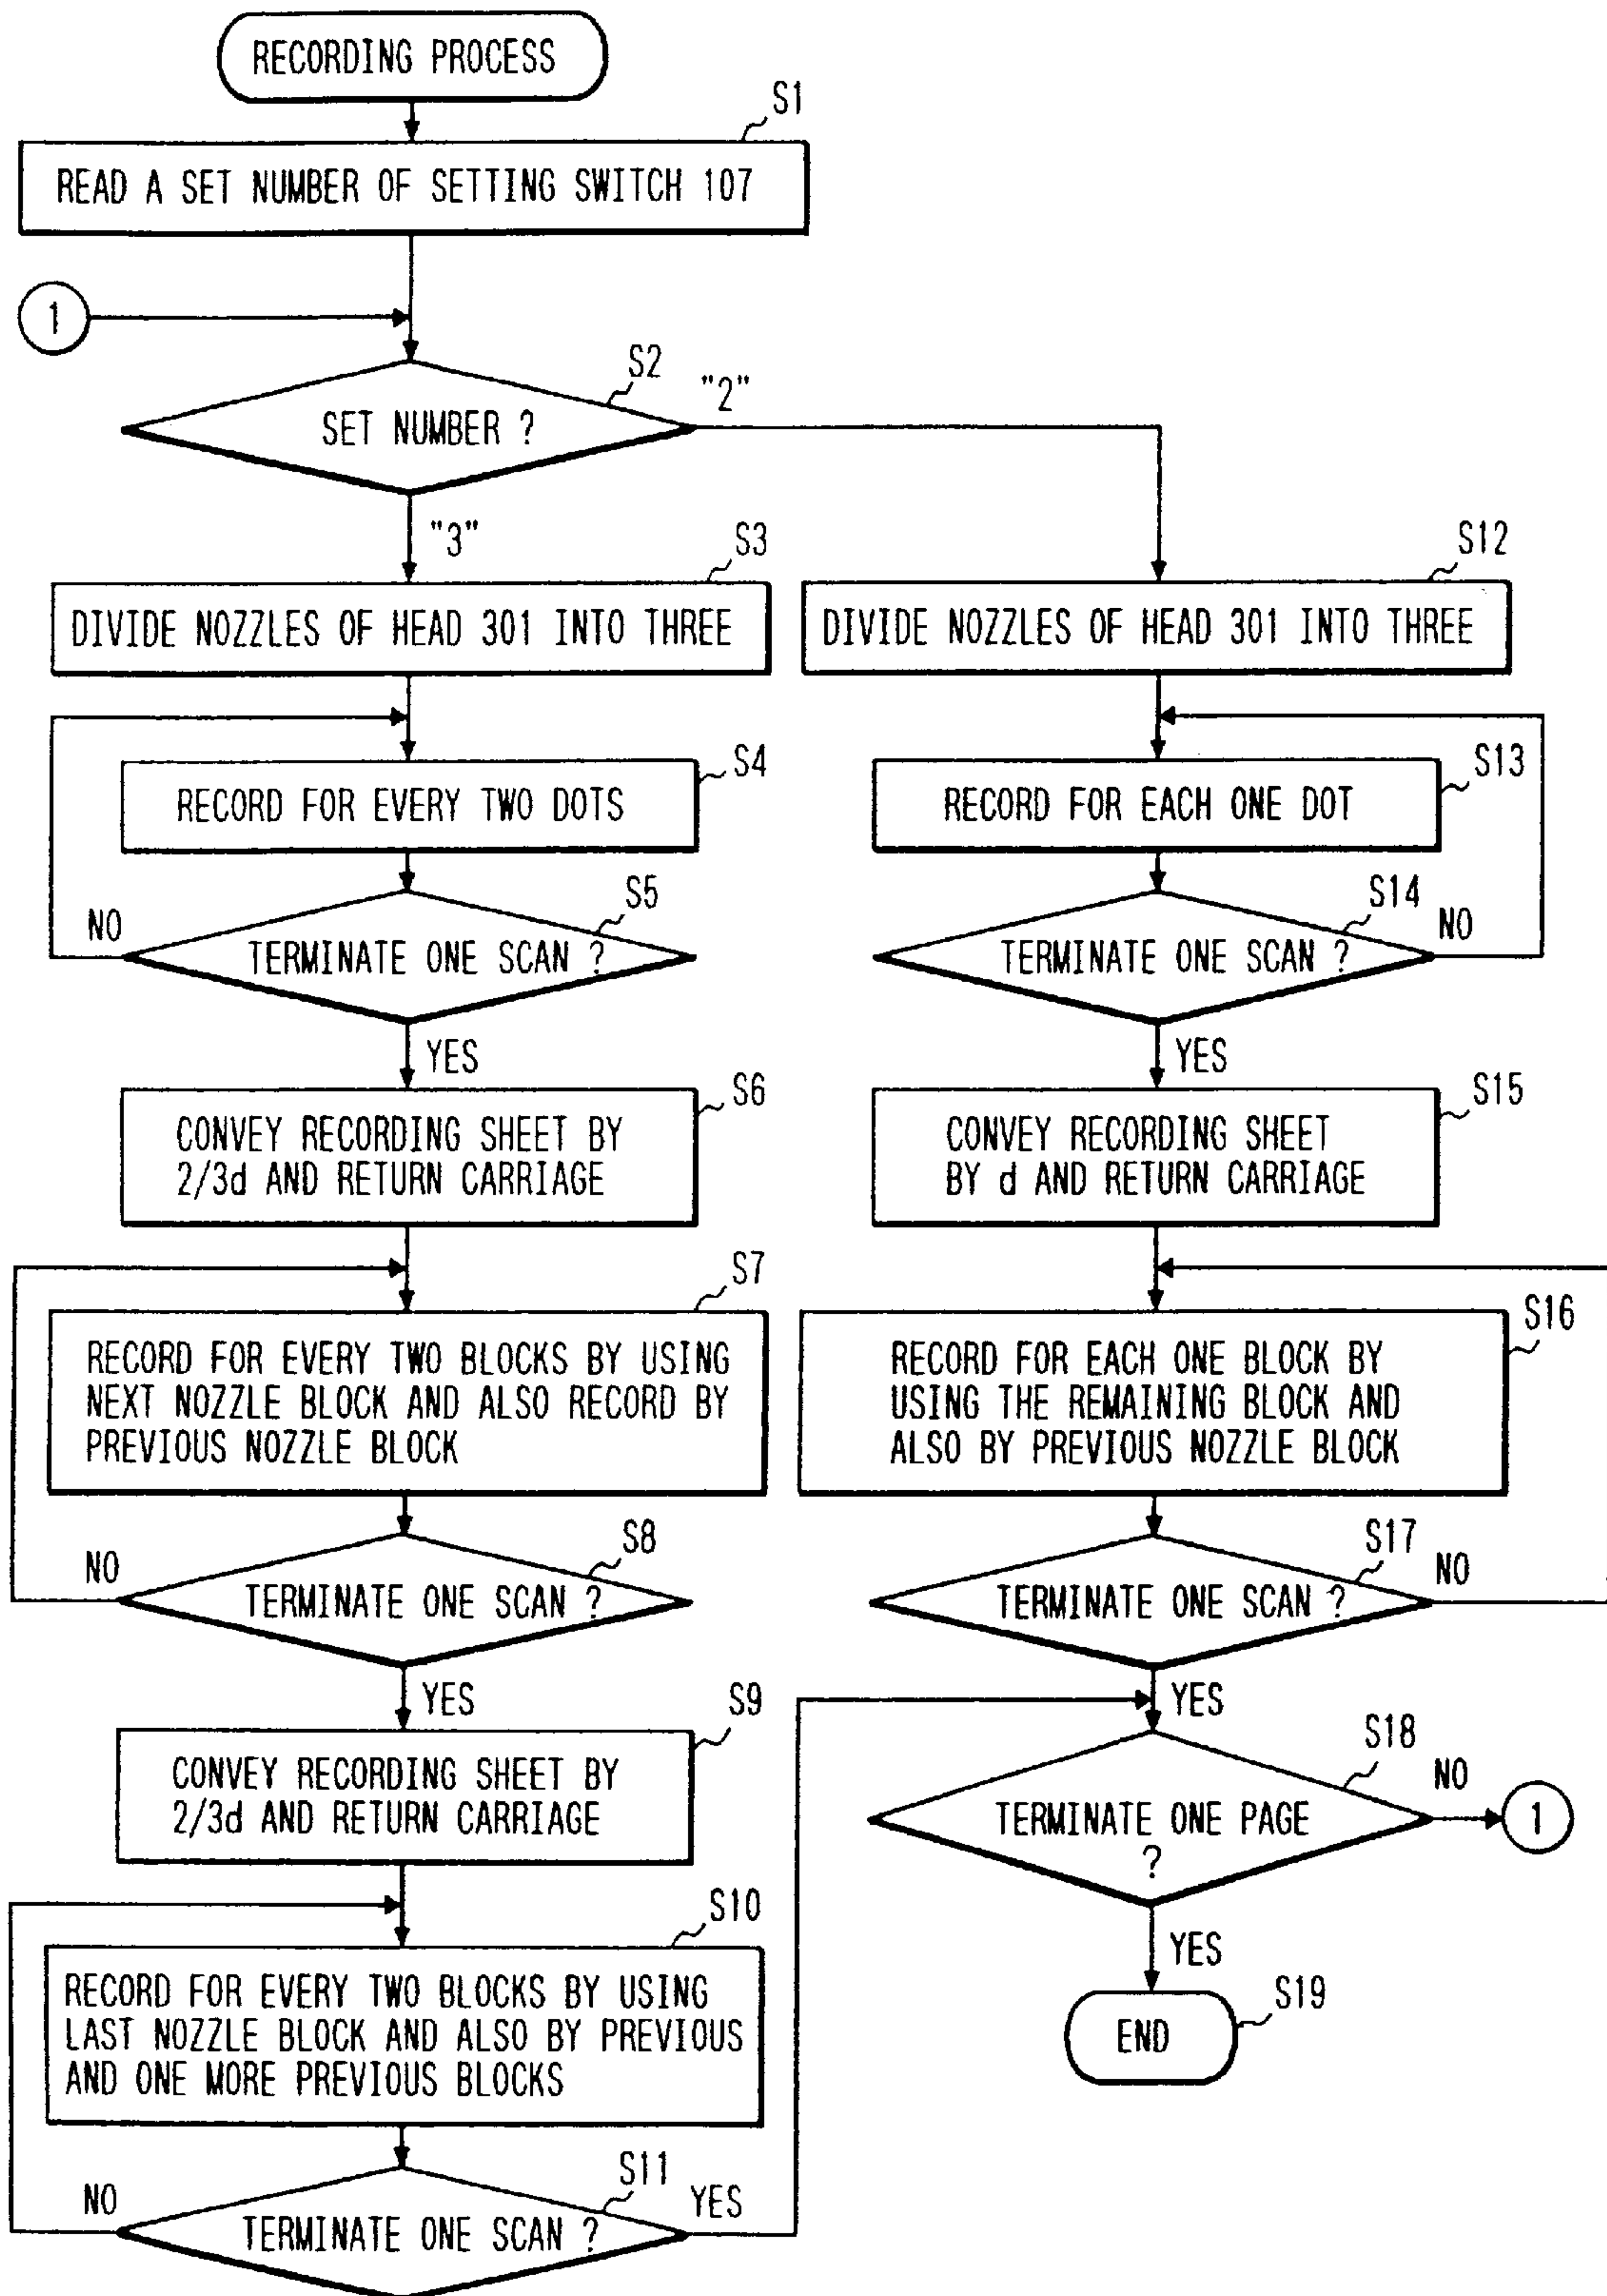 RECORDING PROCESS
S1
READ A SET NUMBER OF SETTING SWITCH 107
1
S2
SET NUMBER ?
"2"
"3"
S3
DIVIDE NOZZLES OF HEAD 301 INTO THREE
S4
RECORD FOR EVERY TWO DOTS
S5
TERMINATE ONE SCAN ?
NO
YES
S6
CONVEY RECORDING SHEET BY
2/3d AND RETURN CARRIAGE
S7
RECORD FOR EVERY TWO BLOCKS BY USING
NEXT NOZZLE BLOCK AND ALSO RECORD BY
PREVIOUS NOZZLE BLOCK
S8
TERMINATE ONE SCAN ?
NO
YES
S9
CONVEY RECORDING SHEET BY
2/3d AND RETURN CARRIAGE
S10
RECORD FOR EVERY TWO BLOCKS BY USING
LAST NOZZLE BLOCK AND ALSO BY PREVIOUS
AND ONE MORE PREVIOUS BLOCKS
S11
TERMINATE ONE SCAN ?
NO
YES
S12
DIVIDE NOZZLES OF HEAD 301 INTO THREE
S13
RECORD FOR EACH ONE DOT
S14
TERMINATE ONE SCAN ?
NO
YES
S15
CONVEY RECORDING SHEET
BY d AND RETURN CARRIAGE
S16
RECORD FOR EACH ONE BLOCK BY
USING THE REMAINING BLOCK AND
ALSO BY PREVIOUS NOZZLE BLOCK
S17
TERMINATE ONE SCAN ?
NO
YES
S18
TERMINATE ONE PAGE
?
NO
1
YES
S19
END